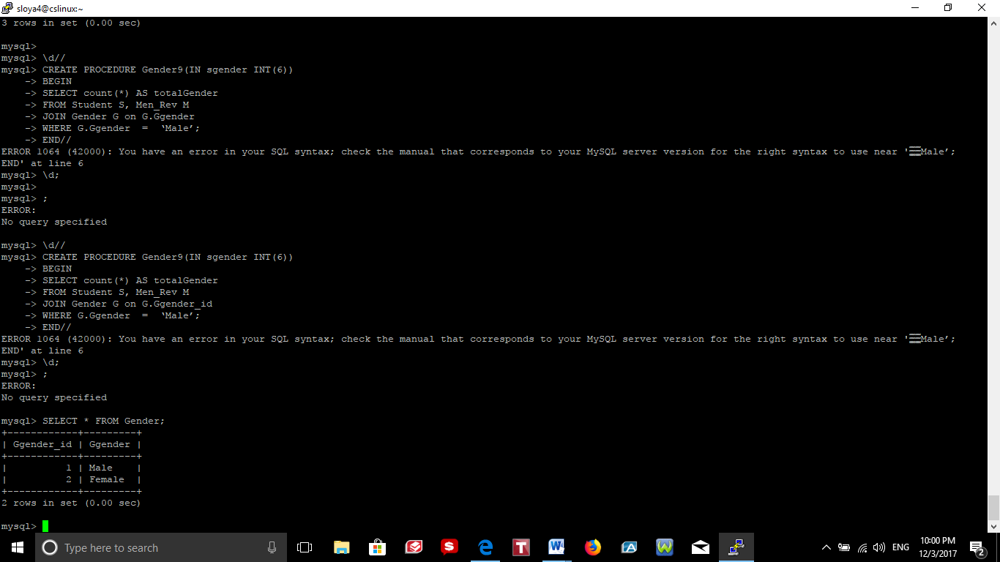 sloya4@cslinux:~
3 rows in set (0.00 sec)
mysql>
mysql> \d//
mysql> CREATE PROCEDURE Gender9(IN sgender INT(6))
    -> BEGIN
    -> SELECT count(*) AS totalGender
    -> FROM Student S, Men_Rev M
    -> JOIN Gender G on G.Ggender
    -> WHERE G.Ggender  =  ‘Male’;
    -> END//
ERROR 1064 (42000): You have an error in your SQL syntax; check the manual that corresponds to your MySQL server version for the right syntax to use near 'Male’;
END' at line 6
mysql> \d;
mysql>
mysql> ;
ERROR:
No query specified
mysql> \d//
mysql> CREATE PROCEDURE Gender9(IN sgender INT(6))
    -> BEGIN
    -> SELECT count(*) AS totalGender
    -> FROM Student S, Men_Rev M
    -> JOIN Gender G on G.Ggender_id
    -> WHERE G.Ggender  =  ‘Male’;
    -> END//
ERROR 1064 (42000): You have an error in your SQL syntax; check the manual that corresponds to your MySQL server version for the right syntax to use near 'Male’;
END' at line 6
mysql> \d;
mysql> ;
ERROR:
No query specified
mysql> SELECT * FROM Gender;
+------------+---------+
| Ggender_id | Ggender |
+------------+---------+
|          1 | Male    |
|          2 | Female  |
+------------+---------+
2 rows in set (0.00 sec)
mysql>
Type here to search
ENG
10:00 PM
12/3/2017
2